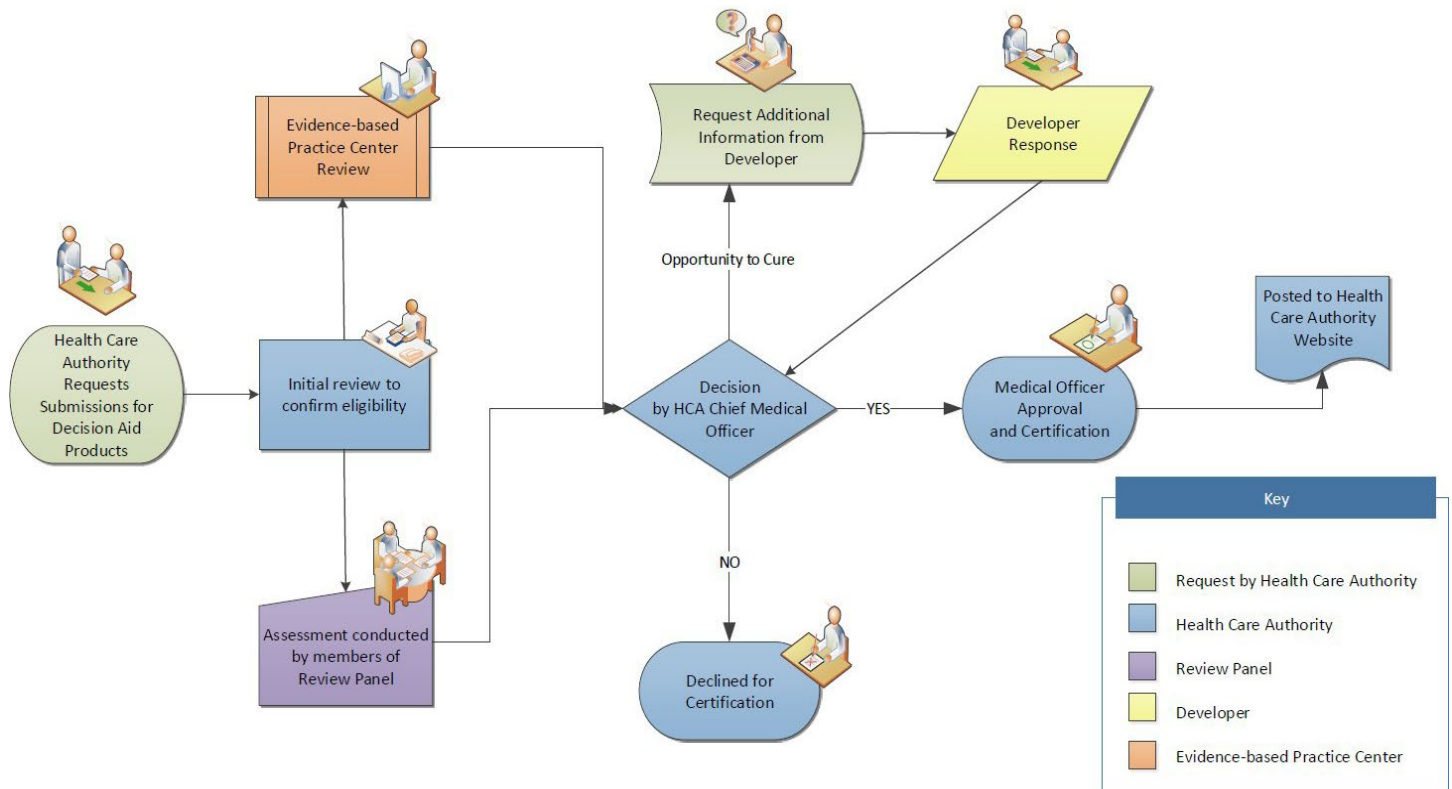 Health Care
Authority
Requests
Submissions for
Decision Aid
Products
Initial review to
confirm eligibility
Evidence-based
Practice Center
Review
Assessment conducted
by members of
Review Panel
Decision
by HCA Chief Medical
Officer
Opportunity to Cure
?
Request Additional
Information from
Developer
Developer
Response
YES
Medical Officer
Approval
and Certification
Posted to Health
Care Authority
Website
NO
Declined for
Certification
Key
Request by Health Care Authority
Health Care Authority
Review Panel
Developer
Evidence-based Practice Center